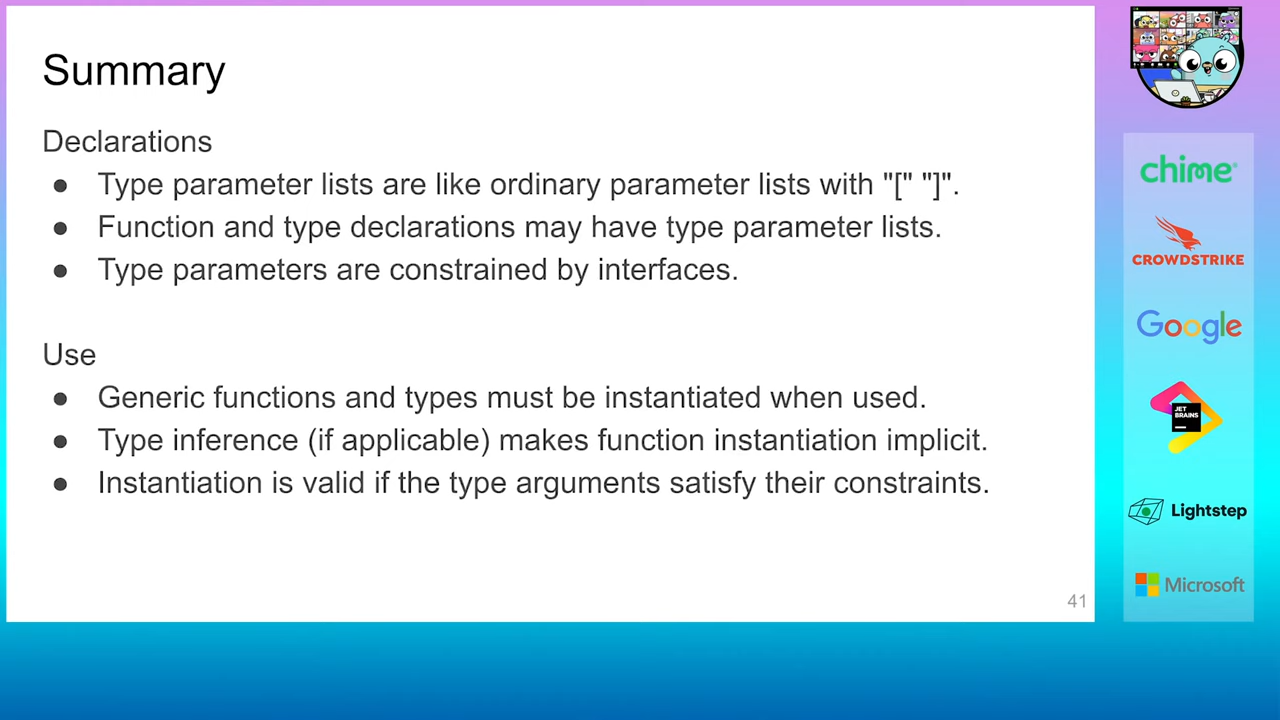 Summary
Declarations
● Type parameter lists are like ordinary parameter lists with "[" "]".
● Function and type declarations may have type parameter lists.
● Type parameters are constrained by interfaces.
Use
● Generic functions and types must be instantiated when used.
● Type inference (if applicable) makes function instantiation implicit.
● Instantiation is valid if the type arguments satisfy their constraints.
41
chime
CROWDSTRIKE
Google
JET
BRAINS
Lightstep
Microsoft